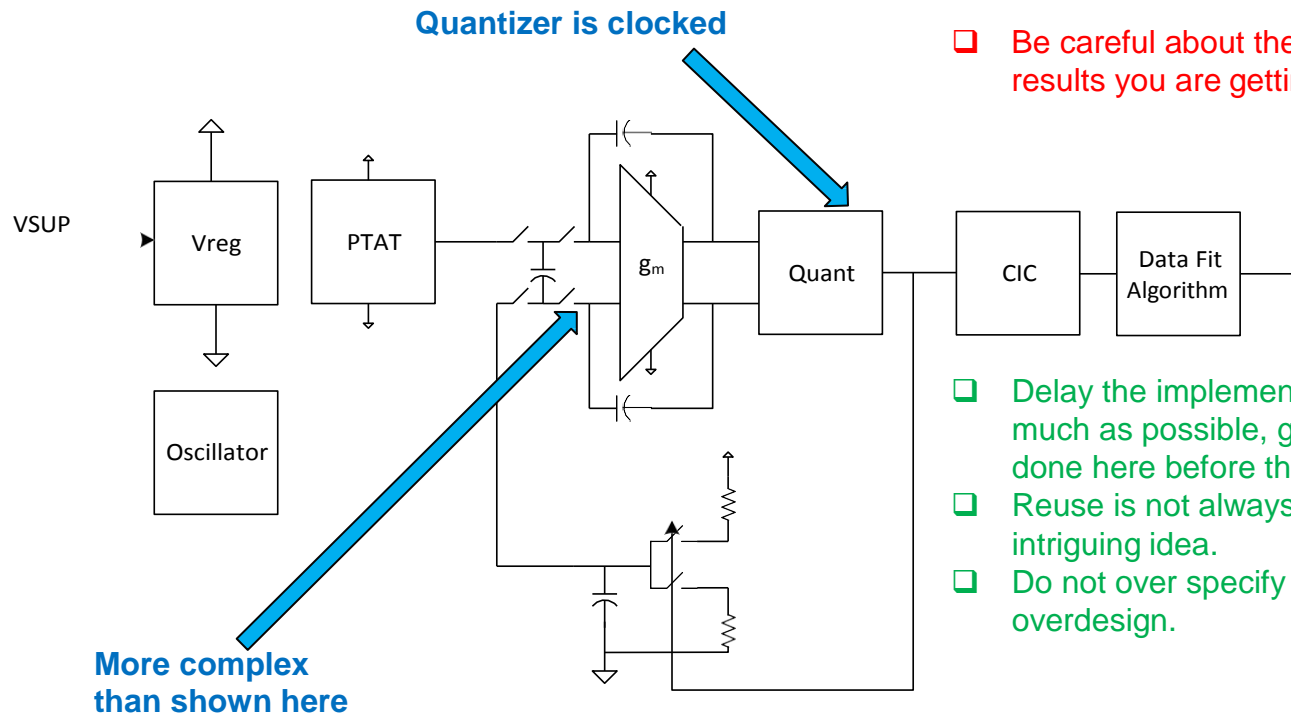 Quantizer is clocked
Be careful about the
results you are getti
VSUP
Vreg
PTAT
gm
Quant
CIC
Data Fit
Algorithm
Oscillator
Delay the implemen
much as possible, g
done here before th
Reuse is not always
intriguing idea.
Do not over specify
overdesign.
More complex
than shown here